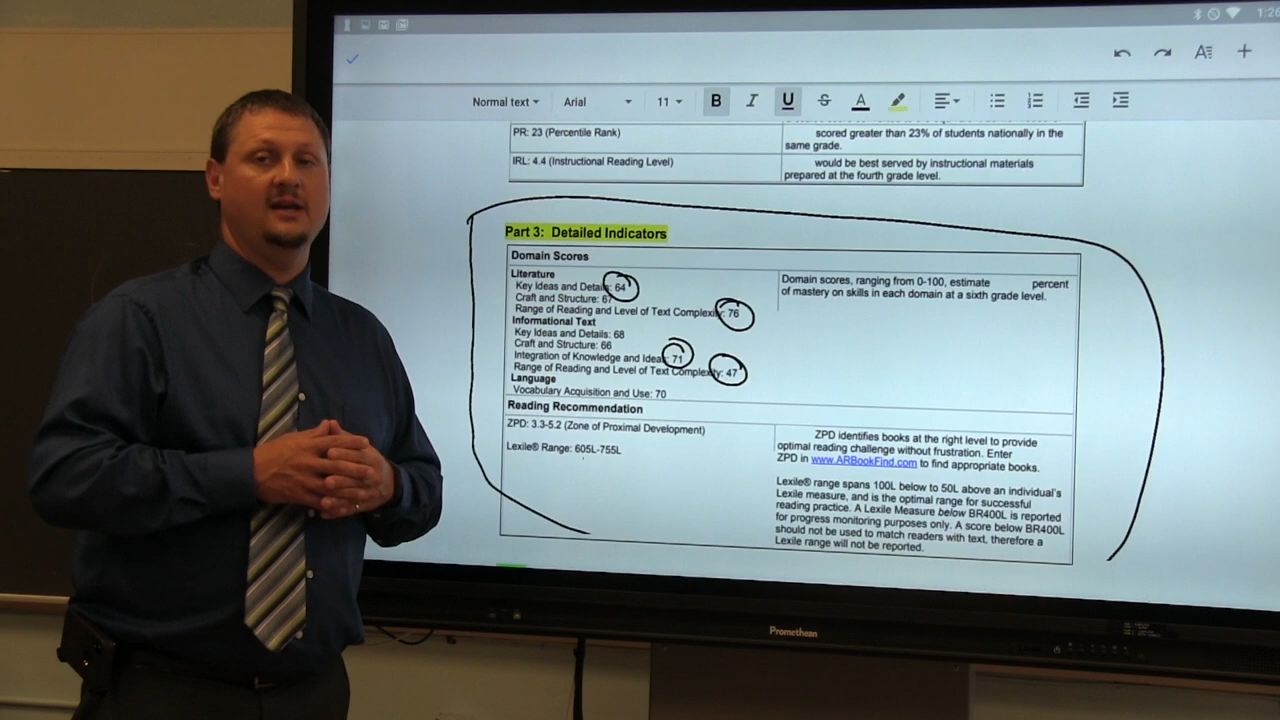 1:26
Normal text
Arial
11
B I U S A
PR: 23 (Percentile Rank)
scored greater than 23% of students nationally in the
same grade.
IRL: 4.4 (Instructional Reading Level)
would be best served by instructional materials
prepared at the fourth grade level.
Part 3: Detailed Indicators
Domain Scores
Literature
Key Ideas and Details: 64
Craft and Structure: 67
Range of Reading and Level of Text Complexity: 76
Informational Text
Key Ideas and Details: 68
Craft and Structure: 66
Integration of Knowledge and Ideas: 71
Range of Reading and Level of Text Complexity: 47
Language
Vocabulary Acquisition and Use: 70
Domain scores, ranging from 0-100, estimate percent
of mastery on skills in each domain at a sixth grade level.
Reading Recommendation
ZPD: 3.3-5.2 (Zone of Proximal Development)
Lexile® Range: 605L-755L
ZPD identifies books at the right level to provide
optimal reading challenge without frustration. Enter
ZPD in www.ARBookFind.com to find appropriate books.
Lexile® range spans 100L below to 50L above an individual's
Lexile measure, and is the optimal range for successful
reading practice. A Lexile Measure below BR400L is reported
for progress monitoring purposes only. A score below BR400L
should not be used to match readers with text, therefore a
Lexile range will not be reported.
Promethean